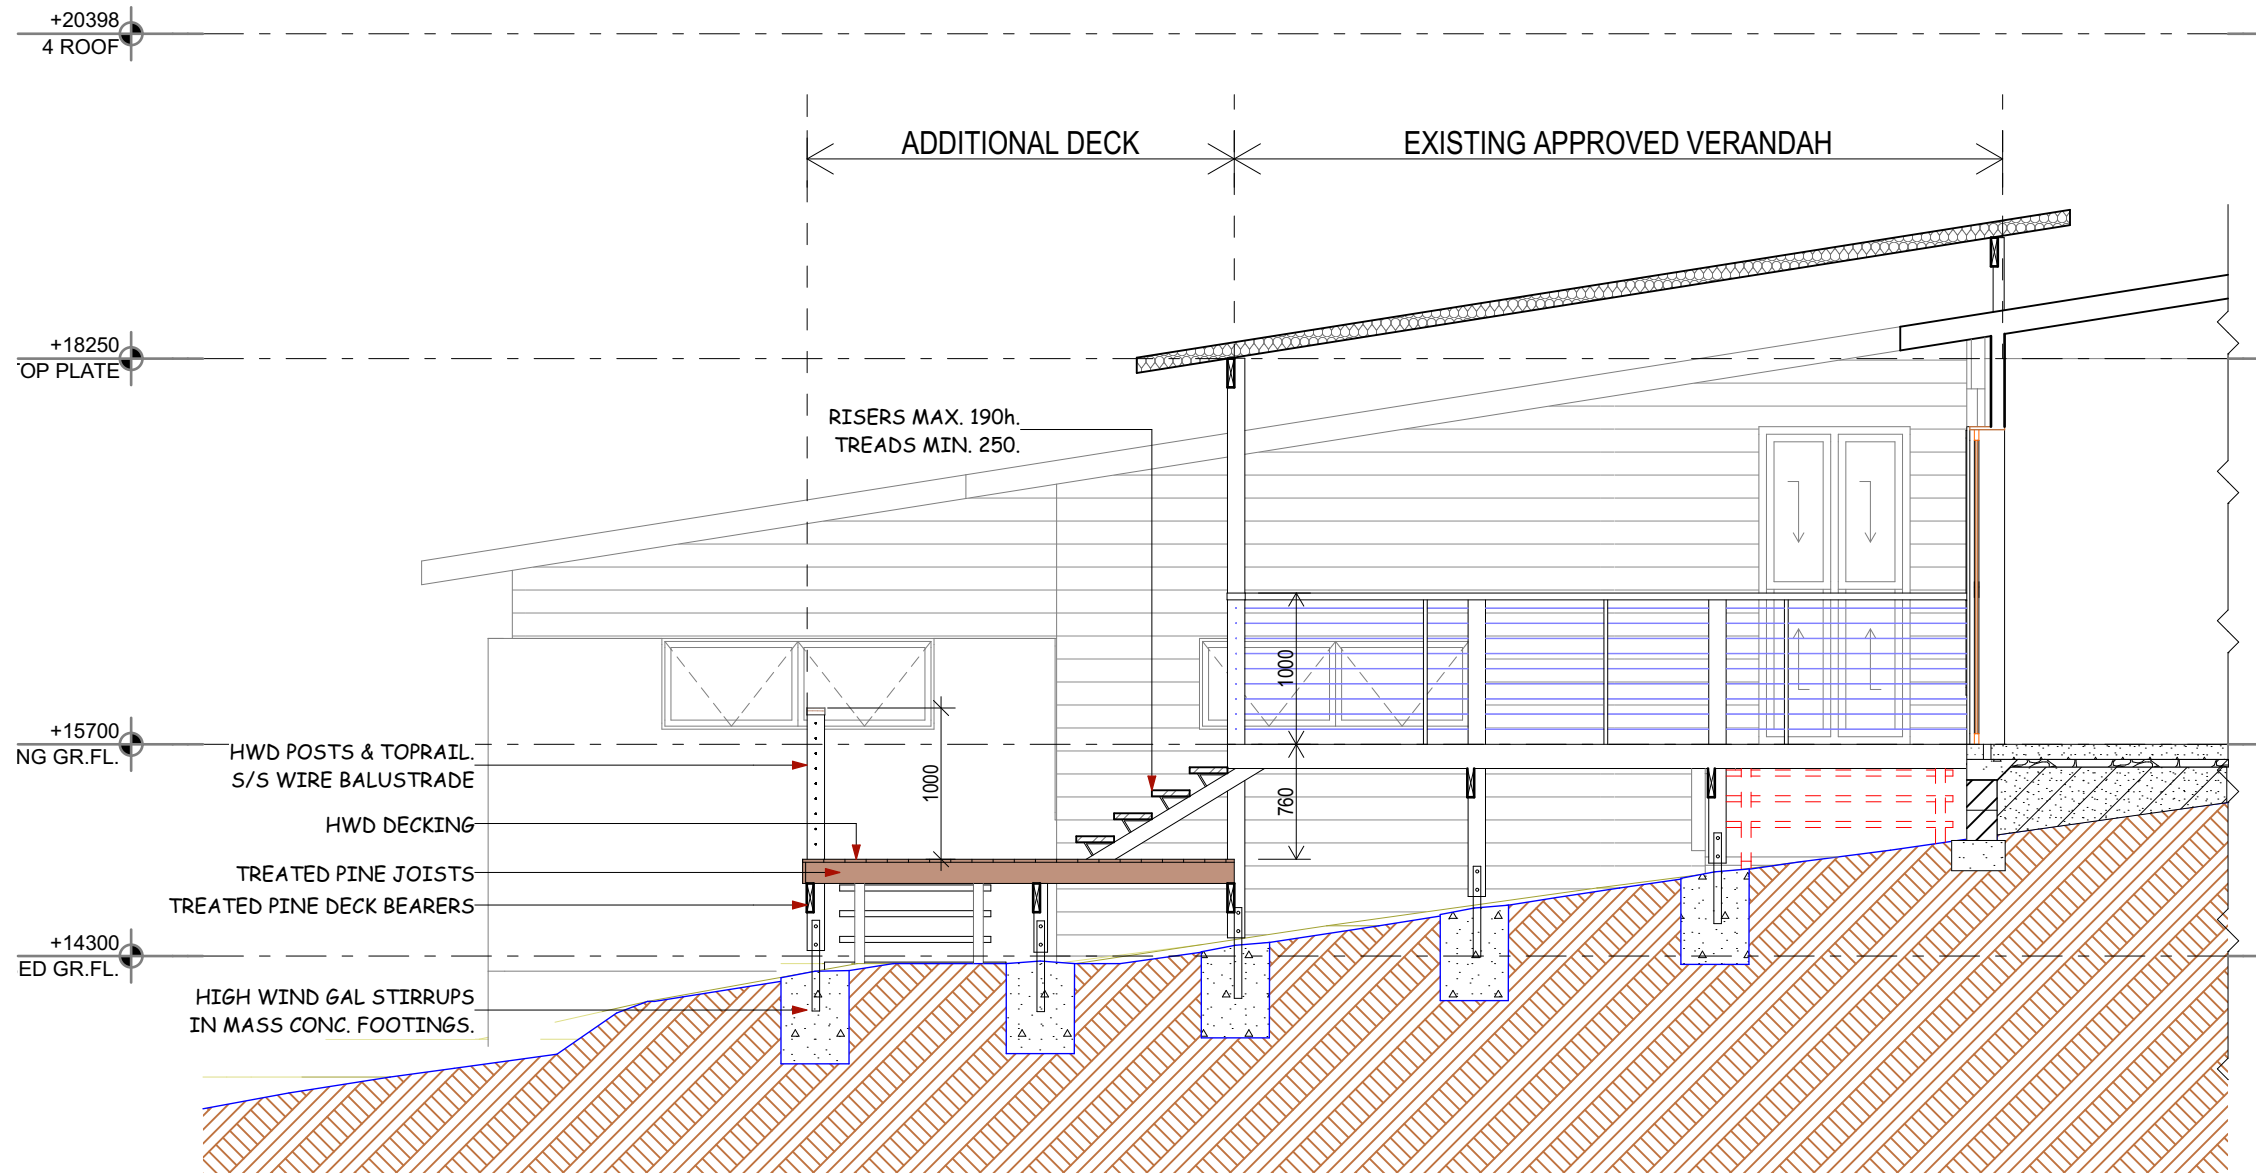 +20398
4 ROOF
ADDITIONAL DECK
EXISTING APPROVED VERANDAH
+18250
OP PLATE
RISERS MAX. 190h.
TREADS MIN. 250.
1000
+15700
NG GR.FL.
HWD POSTS & TOPRAIL.
S/S WIRE BALUSTRADE
1000
760
HWD DECKING
TREATED PINE JOISTS
TREATED PINE DECK BEARERS
+14300
ED GR.FL.
HIGH WIND GAL STIRRUPS
IN MASS CONC. FOOTINGS.